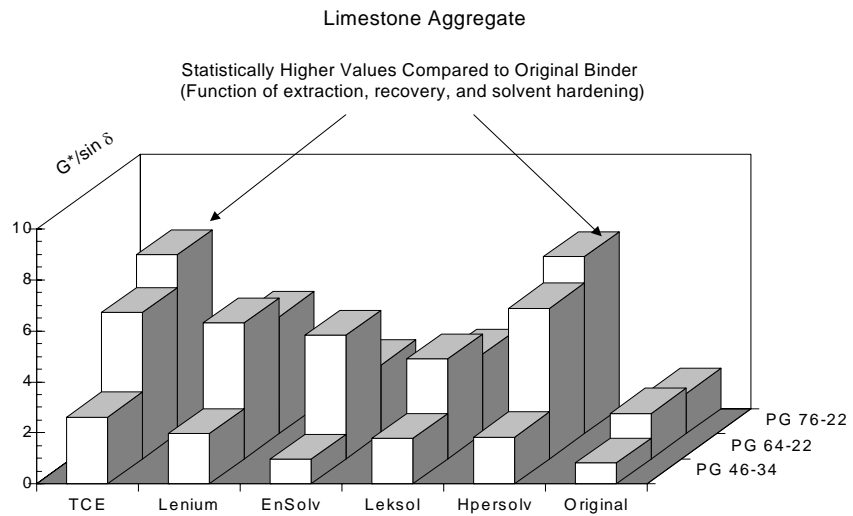 Limestone Aggregate
Statistically Higher Values Compared to Original Binder
(Function of extraction, recovery, and solvent hardening)
G*/sin δ
10
8
6
4
2
0
TCE Lenium EnSolv Leksol Hpersolv Original
PG 76-22
PG 64-22
PG 46-34